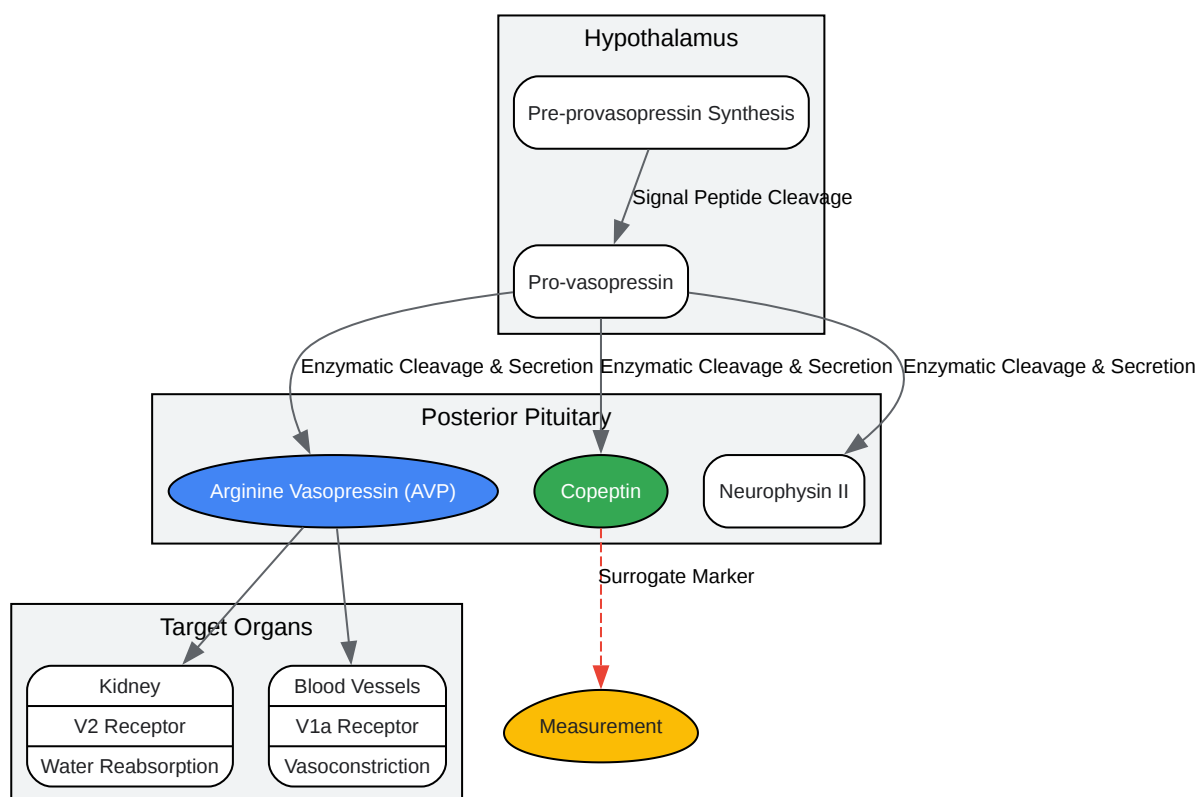 Hypothalamus
Pre-provasopressin Synthesis
Signal Peptide Cleavage
Pro-vasopressin
Enzymatic Cleavage & Secretion
Enzymatic Cleavage & Secretion
Enzymatic Cleavage & Secretion
Posterior Pituitary
Arginine Vasopressin (AVP)
Copeptin
Neurophysin II
Surrogate Marker
Target Organs
Kidney
V2 Receptor
Water Reabsorption
Blood Vessels
V1a Receptor
Vasoconstriction
Measurement